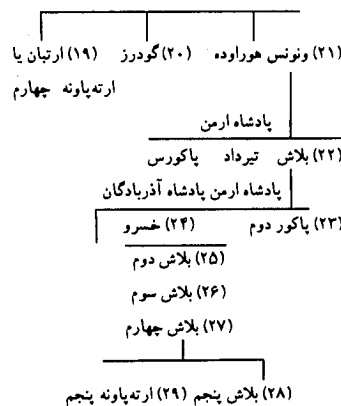 (۲۱) ونونس هوراوده (۲۰) گودرز (۱۹) ارتبان یا
ارته‌پاونه چهارم
پادشاه ارمن
(۲۲) بلاش تیرداد پاکورس
پادشاه ارمن پادشاه آذربادگان
(۲۳) پاکور دوم (۲۴) خسرو
(۲۵) بلاش دوم
(۲۶) بلاش سوم
(۲۷) بلاش چهارم
(۲۸) بلاش پنجم (۲۹) ارته‌پاونه پنجم